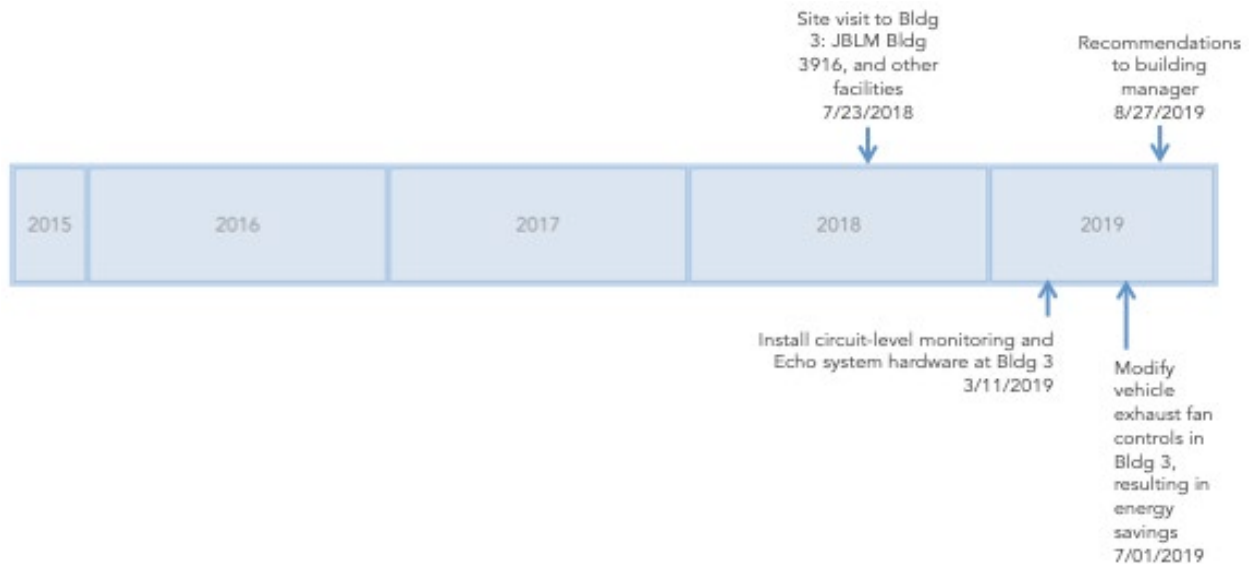 Site visit to Bldg
3: JBLM Bldg
3916, and other
facilities
7/23/2018
Recommendations
to building
manager
8/27/2019
2015
2016
2017
2018
2019
Install circuit-level monitoring and
Echo system hardware at Bldg 3
3/11/2019
Modify
vehicle
exhaust fan
controls in
Bldg 3,
resulting in
energy
savings
7/01/2019